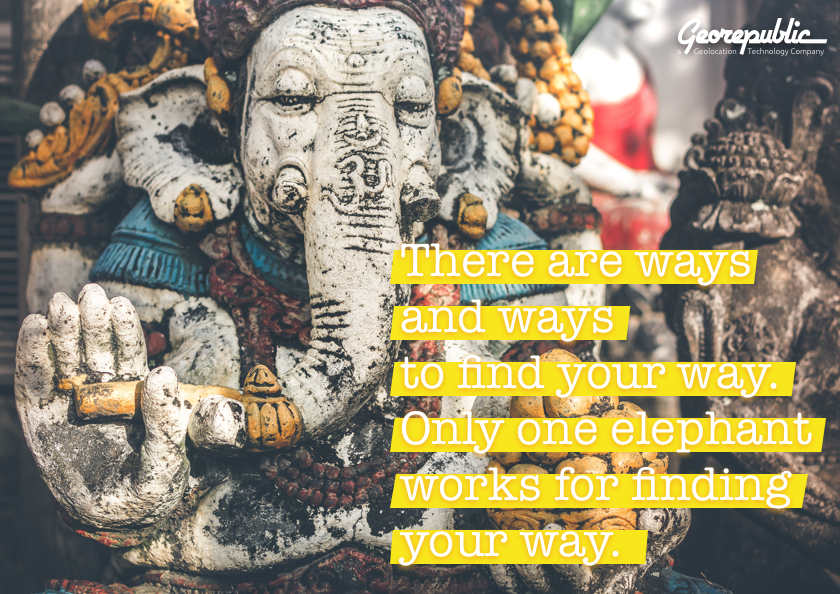 Georepublic
a Geolocation Technology Company
There are ways
and ways
to find your way.
Only one elephant
works for finding
your way.